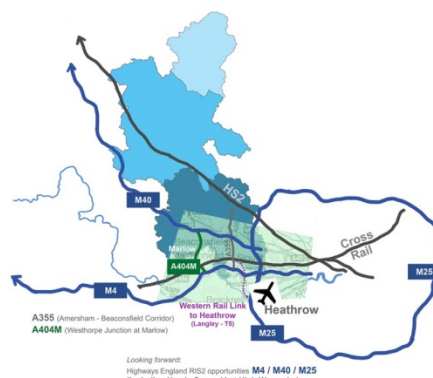 HS2
M40
Marlow
Beaconsfield
A404M
Cross
Rail
M25
M4
Western Rail Link
to Heathrow
(Langley - T5)
Heathrow
M25
A355 (Amersham - Beaconsfield Corridor)
A404M (Westhorpe Junction at Marlow)
Looking forward:
Highways England RIS2 opportunities M4 / M40 / M25